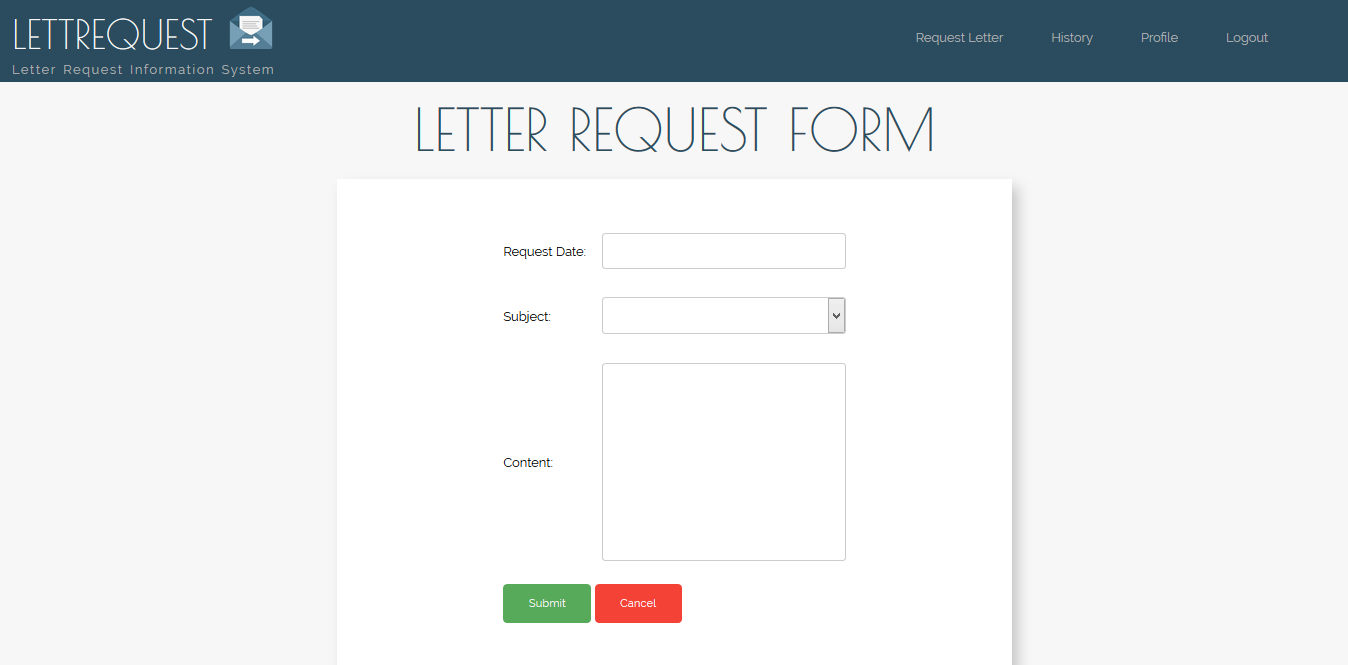 LETTREQUEST
Letter Request Information System
Request Letter History Profile Logout
LETTER REQUEST FORM
Request Date:
Subject:
Content:
Submit Cancel